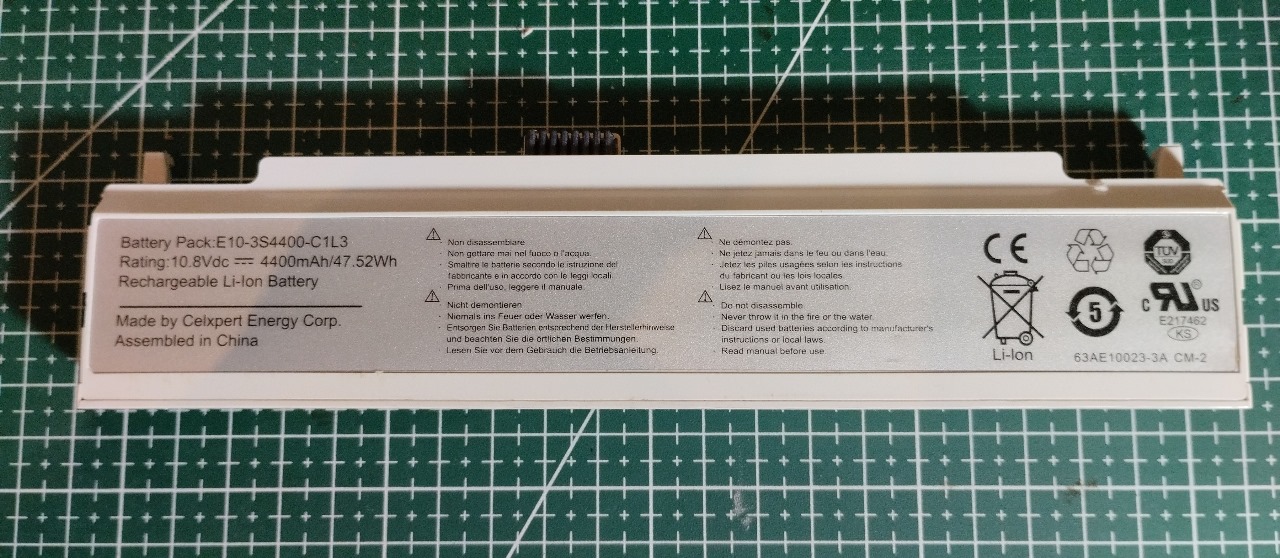 Battery Pack:E10-3S4400-C1L3
Rating:10.8Vdc ⎓ 4400mAh/47.52Wh
Rechargeable Li-Ion Battery
Made by Celxpert Energy Corp.
Assembled in China
Non disassembiare
· Non gettare mai nel fuoco o l'acqua.
· Smaltire le batterie secondo le istruzione del
fabbricante e in accordo con le leggi locali.
· Prima dell'uso, leggere il manuale.
Nicht demontieren
· Niemals ins Feuer oder Wasser werfen.
· Entsorgen Sie Batterien entsprechend der Herstellerhinweise
und beachten Sie die örtlichen Bestimmungen.
· Lesen Sie vor dem Gebrauch die Betriebsanleitung.
Ne démontez pas.
· Ne jetez jamais dans le feu ou dans l'eau.
· Jetez les piles usagées selon les instructions
du fabricant ou les lois locales.
· Lisez le manuel avant utilisation.
Do not disassemble.
· Never throw it in the fire or the water.
· Discard used batteries according to manufacturer's
instructions or local laws.
· Read manual before use.
CE
Li-Ion
TÜV
5
C RU US
®
E217462
KS
63AE10023-3A CM-2